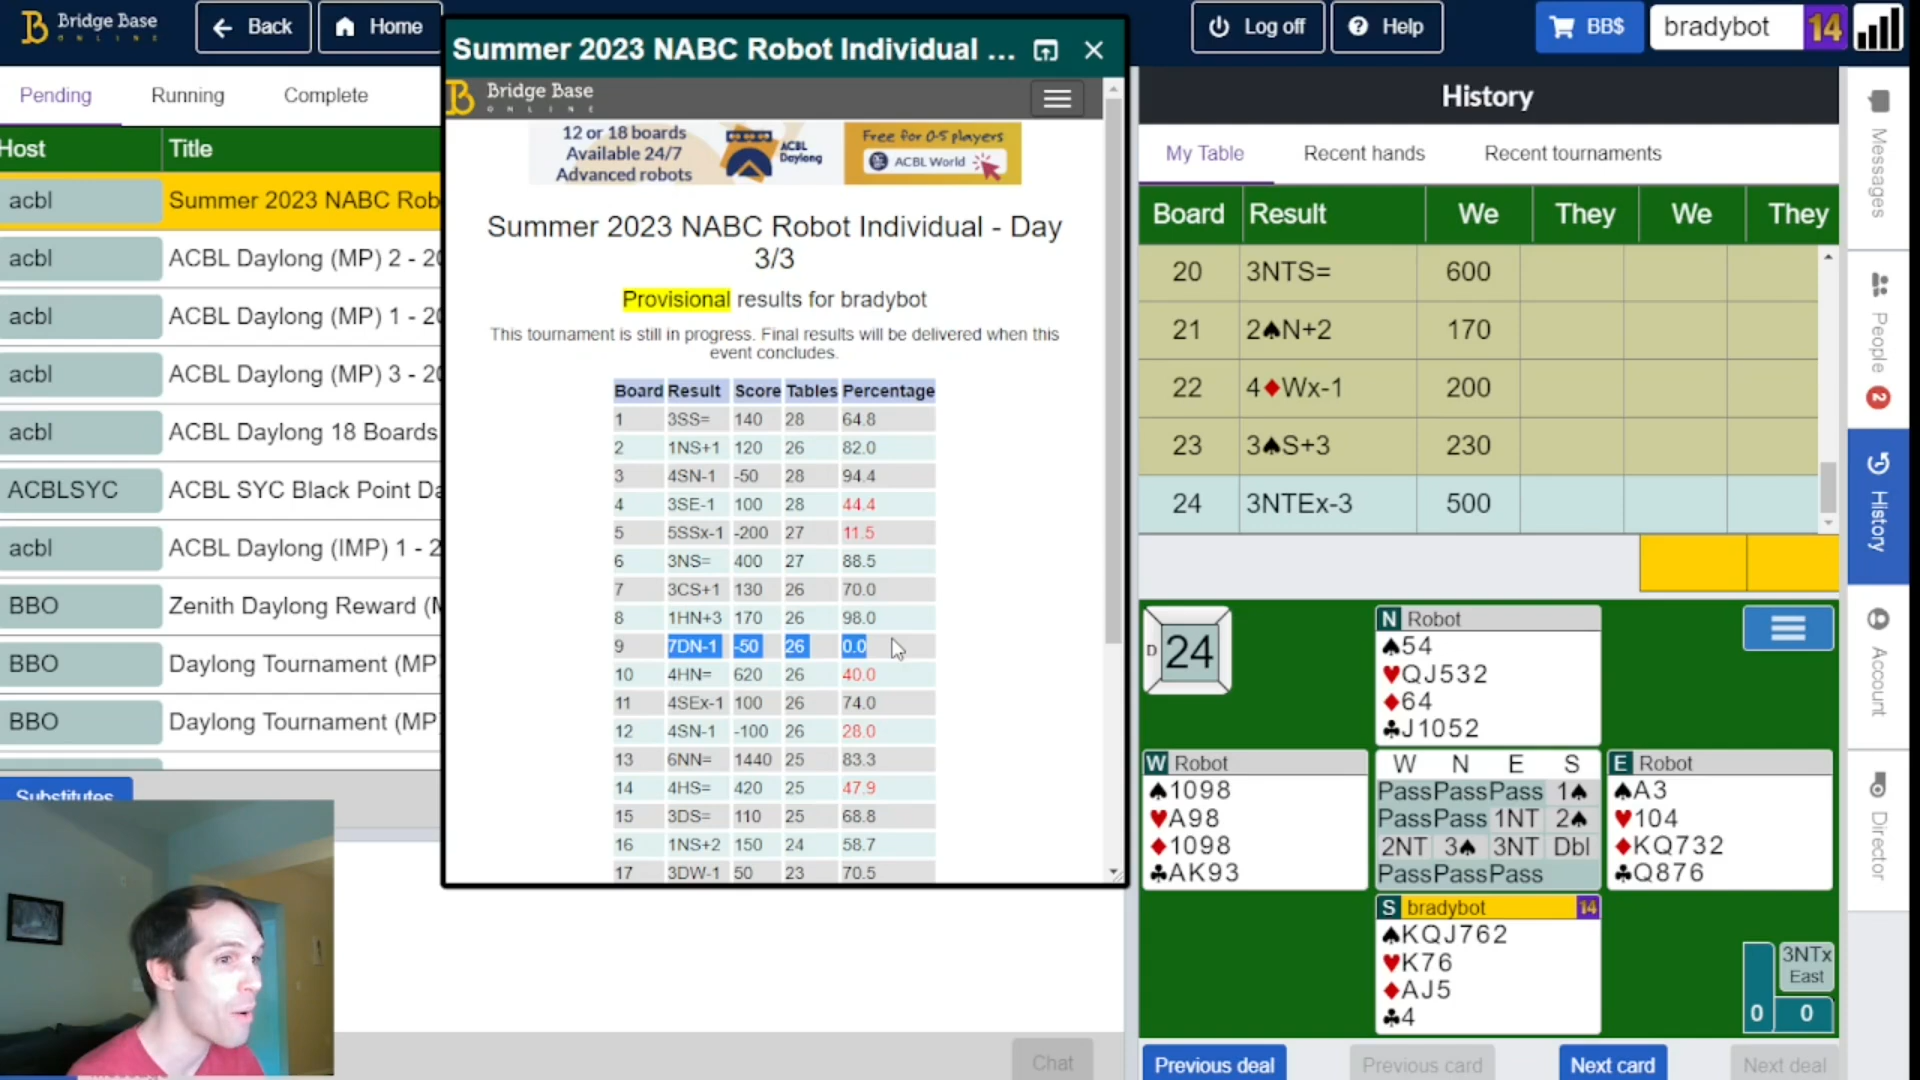 Bridge Base
ONLINE
Back
Home
Log off
Help
BB$
bradybot
14
Pending
Running
Complete
Host
Title
acbl
Summer 2023 NABC Rob
acbl
ACBL Daylong (MP) 2 - 20
acbl
ACBL Daylong (MP) 1 - 20
acbl
ACBL Daylong (MP) 3 - 20
acbl
ACBL Daylong 18 Boards
ACBLSYC
ACBL SYC Black Point Da
acbl
ACBL Daylong (IMP) 1 - 2
BBO
Zenith Daylong Reward (M
BBO
Daylong Tournament (MP
BBO
Daylong Tournament (MP
Substitutes
Chat
Summer 2023 NABC Robot Individual ...
Bridge Base
ONLINE
12 or 18 boards
Available 24/7
Advanced robots
ACBL
Daylong
Free for 0-5 players
ACBL World
Summer 2023 NABC Robot Individual - Day
3/3
Provisional results for bradybot
This tournament is still in progress. Final results will be delivered when this
event concludes.
Board Result Score Tables Percentage
1 3SS= 140 28 64.8
2 1NS+1 120 26 82.0
3 4SN-1 -50 28 94.4
4 3SE-1 100 28 44.4
5 5SSx-1 -200 27 11.5
6 3NS= 400 27 88.5
7 3CS+1 130 26 70.0
8 1HN+3 170 26 98.0
9 7DN-1 -50 26 0.0
10 4HN= 620 26 40.0
11 4SEx-1 100 26 74.0
12 4SN-1 -100 26 28.0
13 6NN= 1440 25 83.3
14 4HS= 420 25 47.9
15 3DS= 110 25 68.8
16 1NS+2 150 24 58.7
17 3DW-1 50 23 70.5
History
My Table
Recent hands
Recent tournaments
Board Result We They We They
20 3NTS= 600
21 2♠N+2 170
22 4♦Wx-1 200
23 3♠S+3 230
24 3NTEx-3 500
D 24
N Robot
♠54
♥QJ532
♦64
♣J1052
W Robot
♠1098
♥A98
♦1098
♣AK93
W N E S
Pass Pass Pass 1♠
Pass Pass 1NT 2♠
2NT 3♠ 3NT Dbl
Pass Pass Pass
E Robot
♠A3
♥104
♦KQ732
♣Q876
S bradybot 14
♠KQJ762
♥K76
♦AJ5
♣4
3NTx
East
0 0
Previous deal
Previous card
Next card
Next deal
Messages
People
2
History
Account
Director